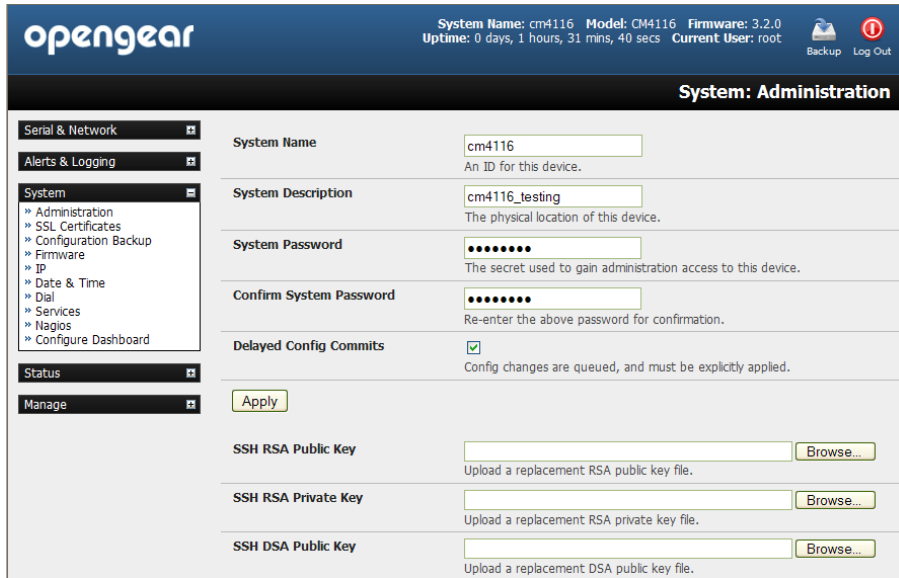 opengear
System Name: cm4116 Model: CM4116 Firmware: 3.2.0
Uptime: 0 days, 1 hours, 31 mins, 40 secs Current User: root
Backup
Log Out
System: Administration
Serial & Network
Alerts & Logging
System
» Administration
» SSL Certificates
» Configuration Backup
» Firmware
» IP
» Date & Time
» Dial
» Services
» Nagios
» Configure Dashboard
Status
Manage
System Name
cm4116
An ID for this device.
System Description
cm4116_testing
The physical location of this device.
System Password
••••••••
The secret used to gain administration access to this device.
Confirm System Password
••••••••
Re-enter the above password for confirmation.
Delayed Config Commits
Config changes are queued, and must be explicitly applied.
Apply
SSH RSA Public Key
Browse...
Upload a replacement RSA public key file.
SSH RSA Private Key
Browse...
Upload a replacement RSA private key file.
SSH DSA Public Key
Browse...
Upload a replacement DSA public key file.